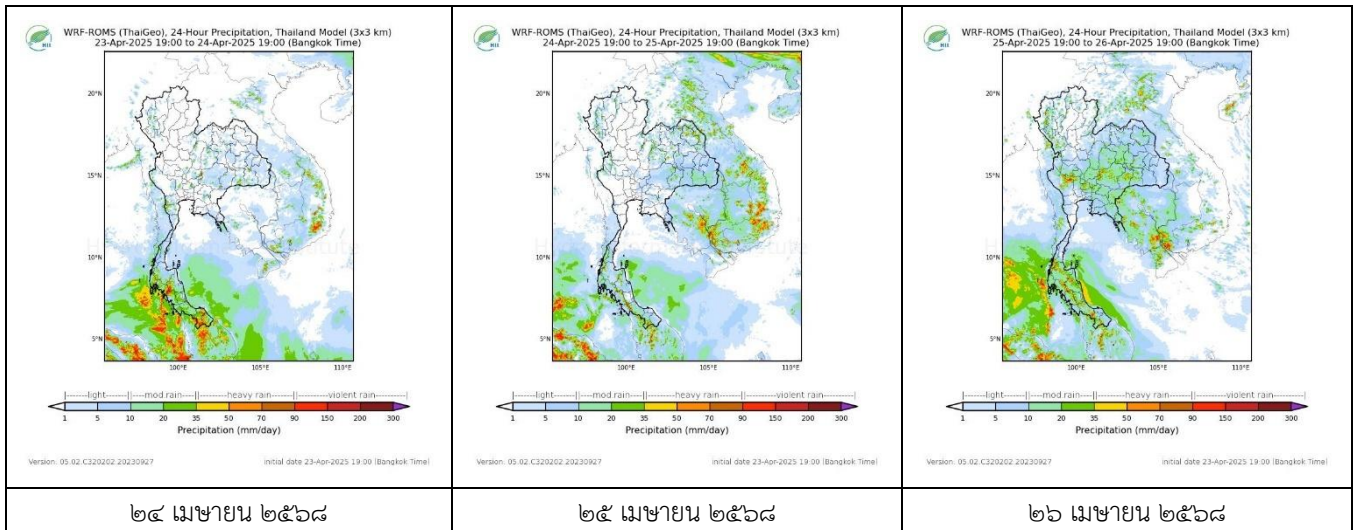 WRF-ROMS (ThaiGeo), 24-Hour Precipitation, Thailand Model (3x3 km)
23-Apr-2025 19:00 to 24-Apr-2025 19:00 (Bangkok Time)
20°N
15°N
10°N
5°N
100°E 105°E 110°E
light mod rain heavy rain violent rain
1 5 10 20 35 50 70 90 150 200 300
Precipitation (mm/day)
Version: 05.02.C320202.20230927 initial date 23-Apr-2025 19:00 (Bangkok Time)
๒๔ เมษายน ๒๕๖๘
WRF-ROMS (ThaiGeo), 24-Hour Precipitation, Thailand Model (3x3 km)
24-Apr-2025 19:00 to 25-Apr-2025 19:00 (Bangkok Time)
20°N
15°N
10°N
5°N
100°E 105°E 110°E
light mod rain heavy rain violent rain
1 5 10 20 35 50 70 90 150 200 300
Precipitation (mm/day)
Version: 05.02.C320202.20230927 initial date 23-Apr-2025 19:00 (Bangkok Time)
๒๕ เมษายน ๒๕๖๘
WRF-ROMS (ThaiGeo), 24-Hour Precipitation, Thailand Model (3x3 km)
25-Apr-2025 19:00 to 26-Apr-2025 19:00 (Bangkok Time)
20°N
15°N
10°N
5°N
100°E 105°E 110°E
light mod rain heavy rain violent rain
1 5 10 20 35 50 70 90 150 200 300
Precipitation (mm/day)
Version: 05.02.C320202.20230927 initial date 23-Apr-2025 19:00 (Bangkok Time)
๒๖ เมษายน ๒๕๖๘